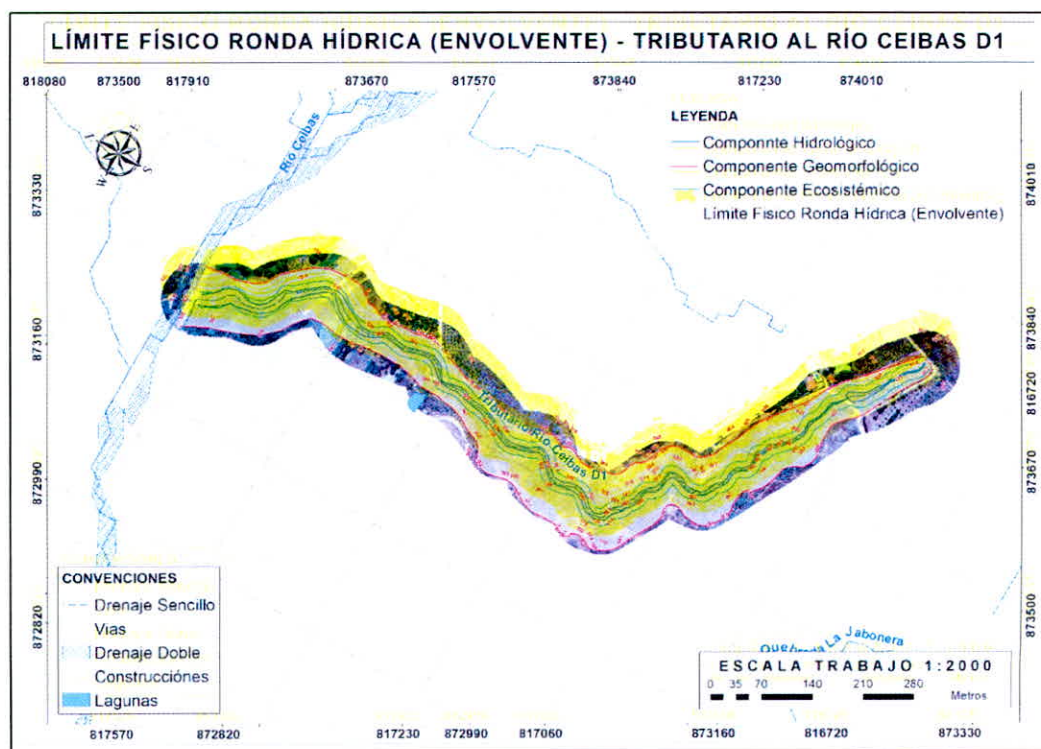 LÍMITE FÍSICO RONDA HÍDRICA (ENVOLVENTE) - TRIBUTARIO AL RÍO CEIBAS D1
818080 873500 817910 873670 817570 873840 817230 874010
LEYENDA
Componnte Hidrológico
Componente Geomorfológico
Componente Ecosistémico
Límite Físico Ronda Hídrica (Envolvente)
Río Ceibas
E
S
W
873330
873160
872990
872820
874010
873840
816720
873670
873500
Tributario Río Ceibas D1
CONVENCIONES
Drenaje Sencillo
Vias
Drenaje Doble
Construcciónes
Lagunas
Quebrada La Jabonera
ESCALA TRABAJO 1:2000
0 35 70 140 210 280
Metros
817570 872820 817230 872990 817060 873160 816720 873330